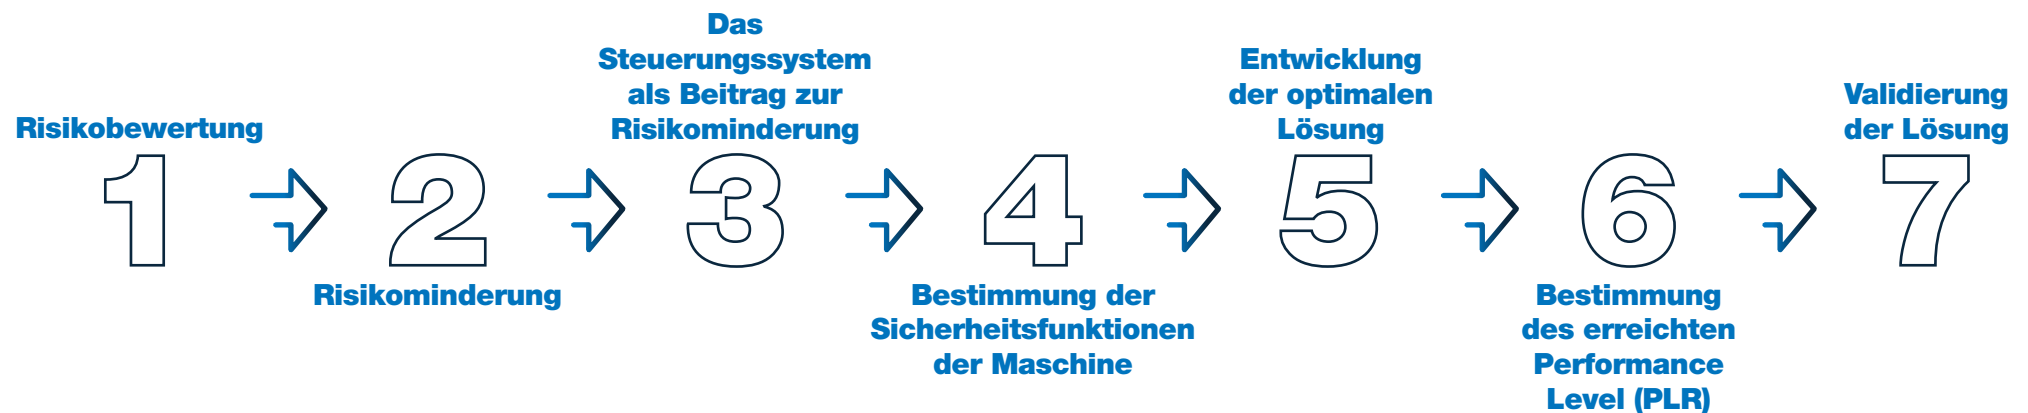 Risikobewertung
1
2
Risikominderung
Das
Steuerungssystem
als Beitrag zur
Risikominderung
3
4
Bestimmung der
Sicherheitsfunktionen
der Maschine
Entwicklung
der optimalen
Lösung
5
6
Bestimmung
des erreichten
Performance
Level (PLR)
Validierung
der Lösung
7